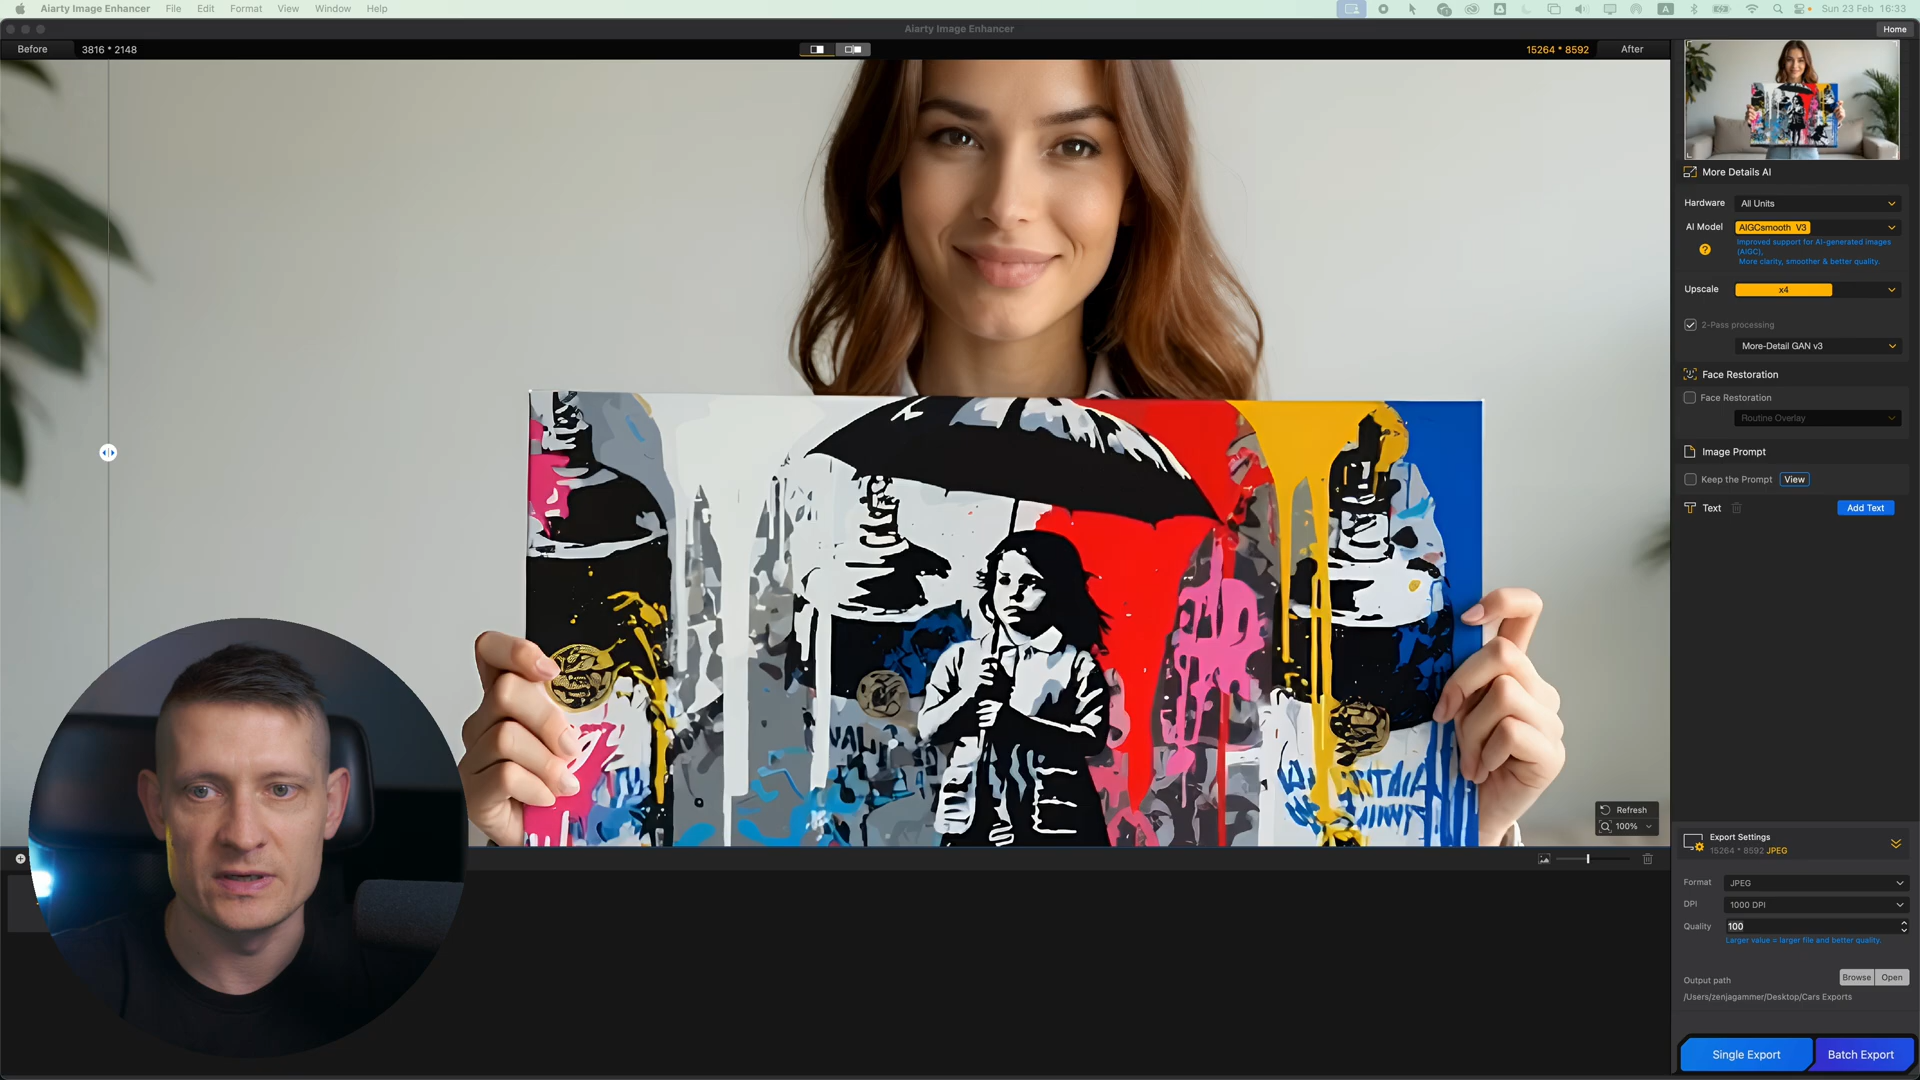 Aiarty Image Enhancer File Edit Format View Window Help A Sun 23 Feb 16:33
Aiarty Image Enhancer
Home
Before 3816 * 2148 15264 * 8592 After
More Details AI
Hardware All Units
AI Model AIGCsmooth V3
?
Improved support for AI-generated images
(AIGC),
More clarity, smoother & better quality.
Upscale x4
2-Pass processing
More-Detail GAN v3
Face Restoration
Face Restoration
Routine Overlay
Image Prompt
Keep the Prompt View
Text Add Text
Refresh
100%
Export Settings
15264 * 8592 JPEG
Format JPEG
DPI 1000 DPI
Quality 100
Larger value = larger file and better quality.
Output path Browse Open
/Users/zenjagammer/Desktop/Cars Exports
Single Export Batch Export